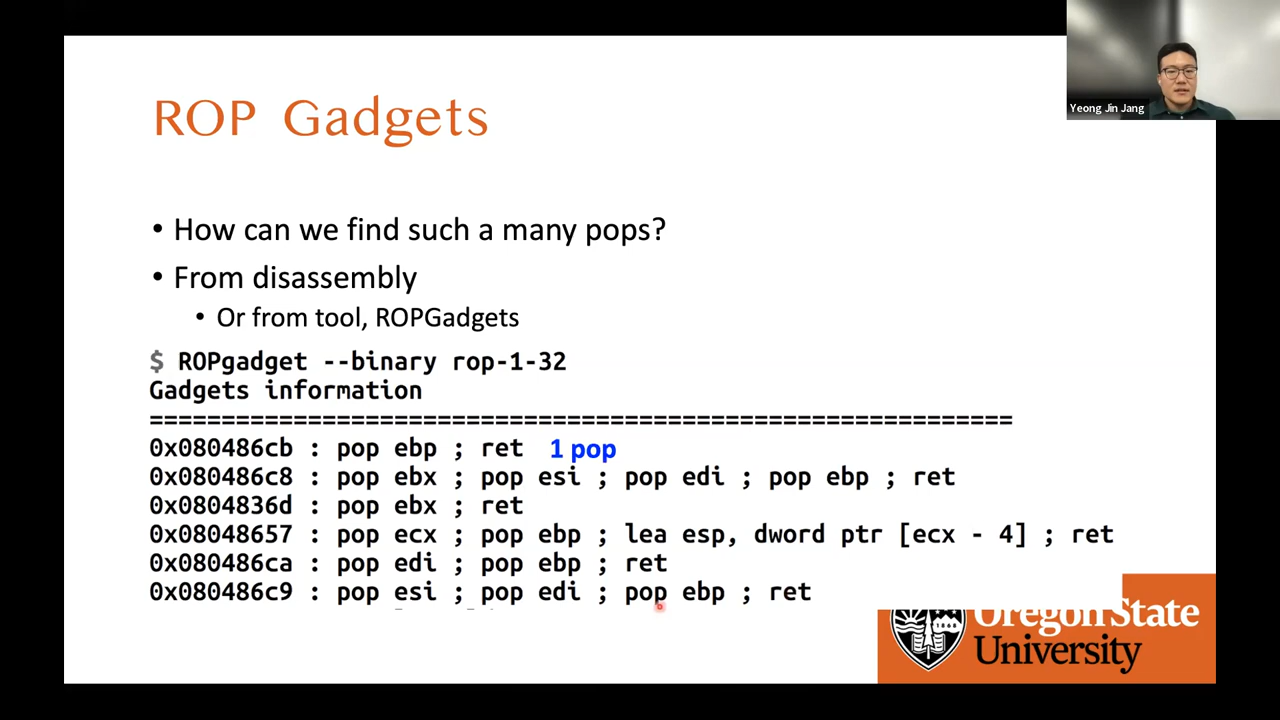 Yeong Jin Jang
ROP Gadgets
• How can we find such a many pops?
• From disassembly
• Or from tool, ROPGadgets
$ ROPgadget --binary rop-1-32
Gadgets information
============================================================
0x080486cb : pop ebp ; ret 1 pop
0x080486c8 : pop ebx ; pop esi ; pop edi ; pop ebp ; ret
0x0804836d : pop ebx ; ret
0x08048657 : pop ecx ; pop ebp ; lea esp, dword ptr [ecx - 4] ; ret
0x080486ca : pop edi ; pop ebp ; ret
0x080486c9 : pop esi ; pop edi ; pop ebp ; ret
Oregon State
University